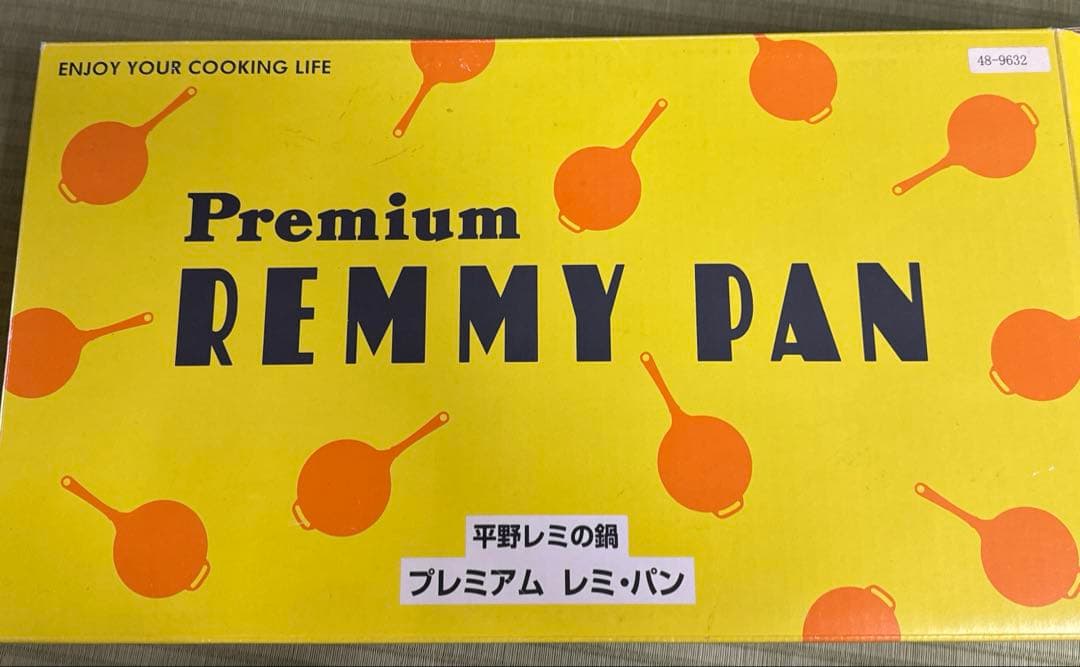 ENJOY YOUR COOKING LIFE
48-9632
Premium
REMMY PAN
平野レミの鍋
プレミアム レミ・パン